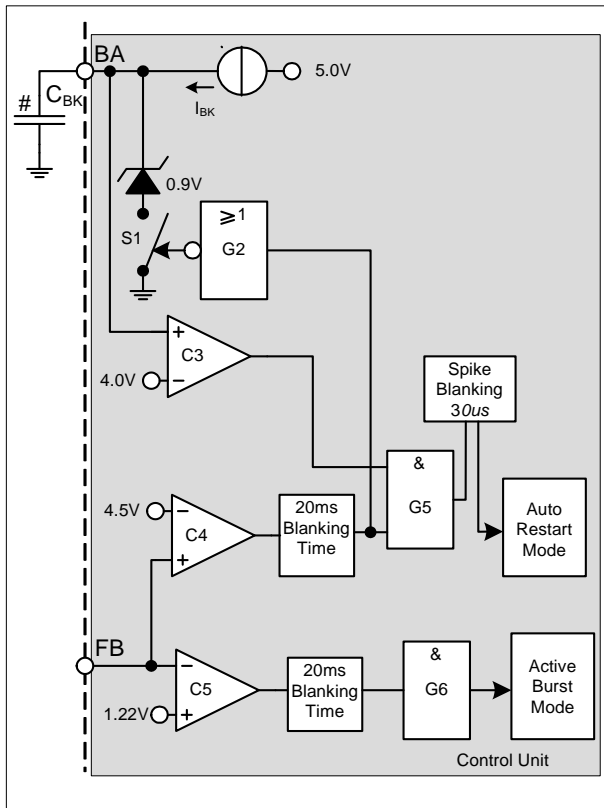 BA
5.0V
# C_BK
I_BK
0.9V
S1
≥1
G2
C3
4.0V
Spike
Blanking
30us
&
G5
4.5V
C4
20ms
Blanking
Time
Auto
Restart
Mode
FB
C5
1.22V
20ms
Blanking
Time
&
G6
Active
Burst
Mode
Control Unit